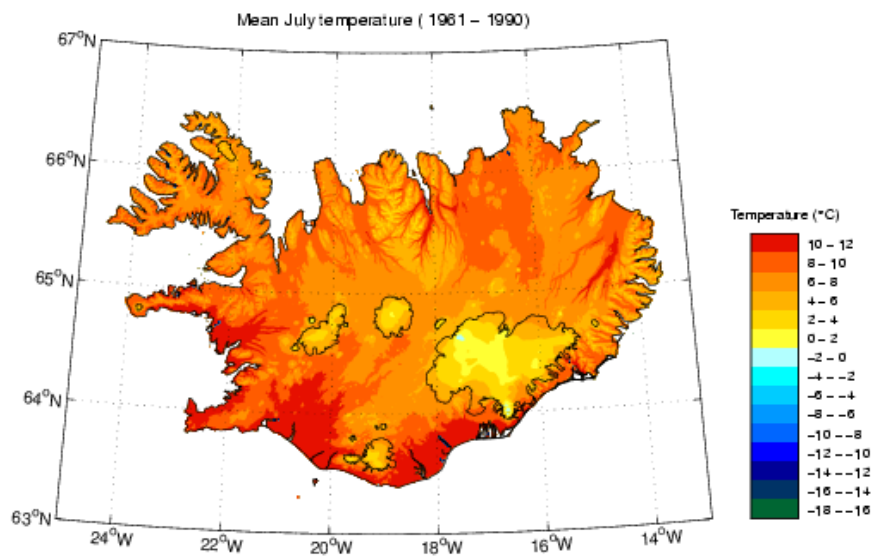 Mean July temperature ( 1961 – 1990)
67°N
66°N
65°N
64°N
63°N
24°W
22°W
20°W
18°W
16°W
14°W
Temperature (°C)
10 – 12
8 – 10
6 – 8
4 – 6
2 – 4
0 – 2
–2 – 0
–4 – –2
–6 – –4
–8 – –6
–10 – –8
–12 – –10
–14 – –12
–16 – –14
–18 – –16